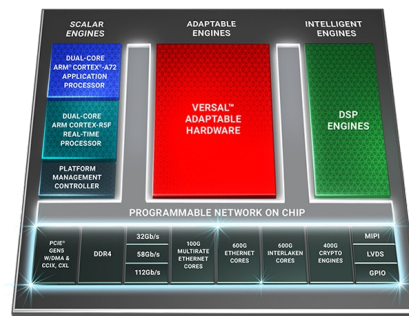 SCALAR
ENGINES
ADAPTABLE
ENGINES
INTELLIGENT
ENGINES
DUAL-CORE
ARM® CORTEX®-A72
APPLICATION
PROCESSOR
DUAL-CORE
ARM CORTEX-R5F
REAL-TIME
PROCESSOR
PLATFORM
MANAGEMENT
CONTROLLER
VERSAL™
ADAPTABLE
HARDWARE
DSP
ENGINES
PROGRAMMABLE NETWORK ON CHIP
PCIE®
GEN5
W/DMA &
CCIX, CXL
DDR4
32Gb/s
58Gb/s
112Gb/s
100G
MULTIRATE
ETHERNET
CORES
600G
ETHERNET
CORES
600G
INTERLAKEN
CORES
400G
CRYPTO
ENGINES
MIPI
LVDS
GPIO